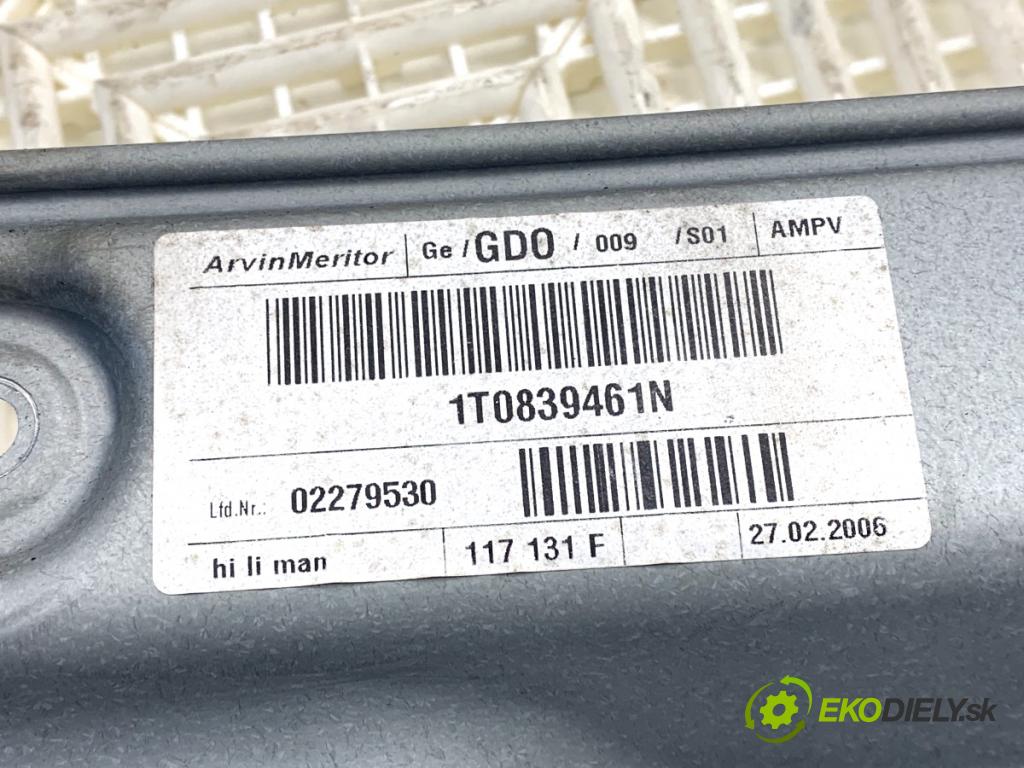 ArvinMeritor Ge / GDO / 009 / S01 AMPV
1T0839461N
Lfd.Nr.: 02279530
hi li man 117 131 F 27.02.2006
EKODIELY.sk